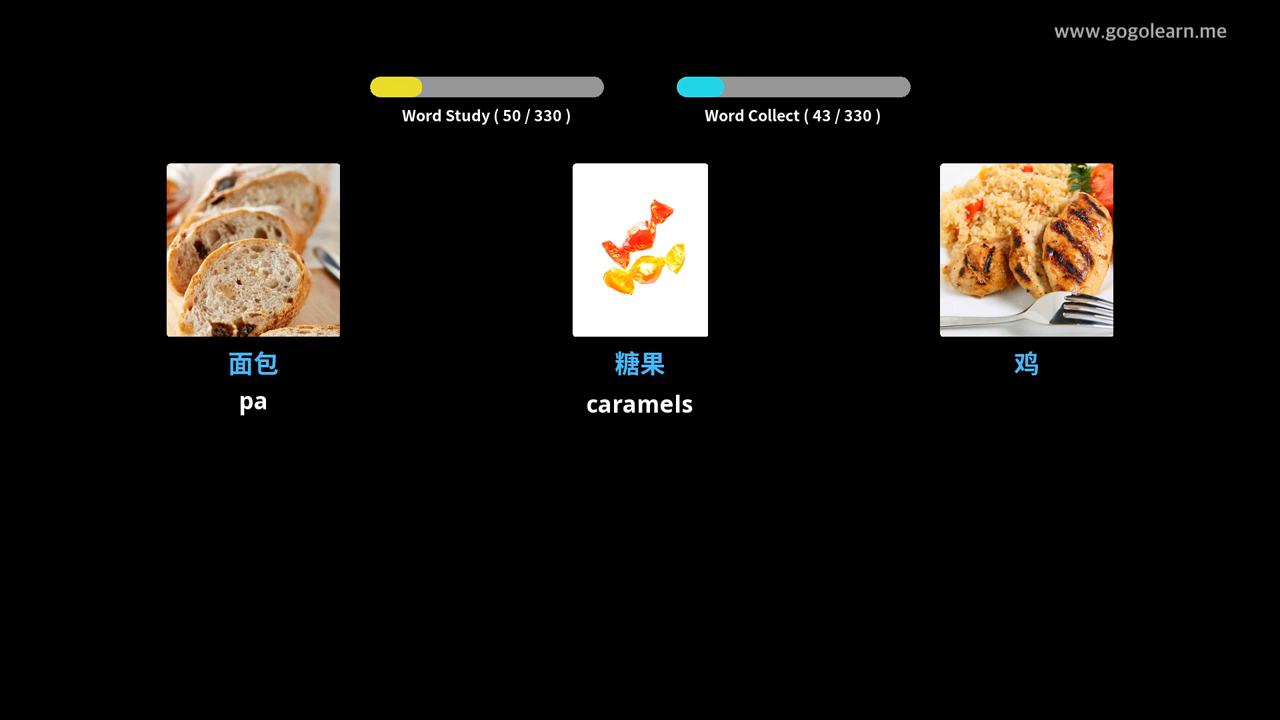 www.gogolearn.me
Word Study ( 50 / 330 )
Word Collect ( 43 / 330 )
面包
糖果
鸡
pa
caramels